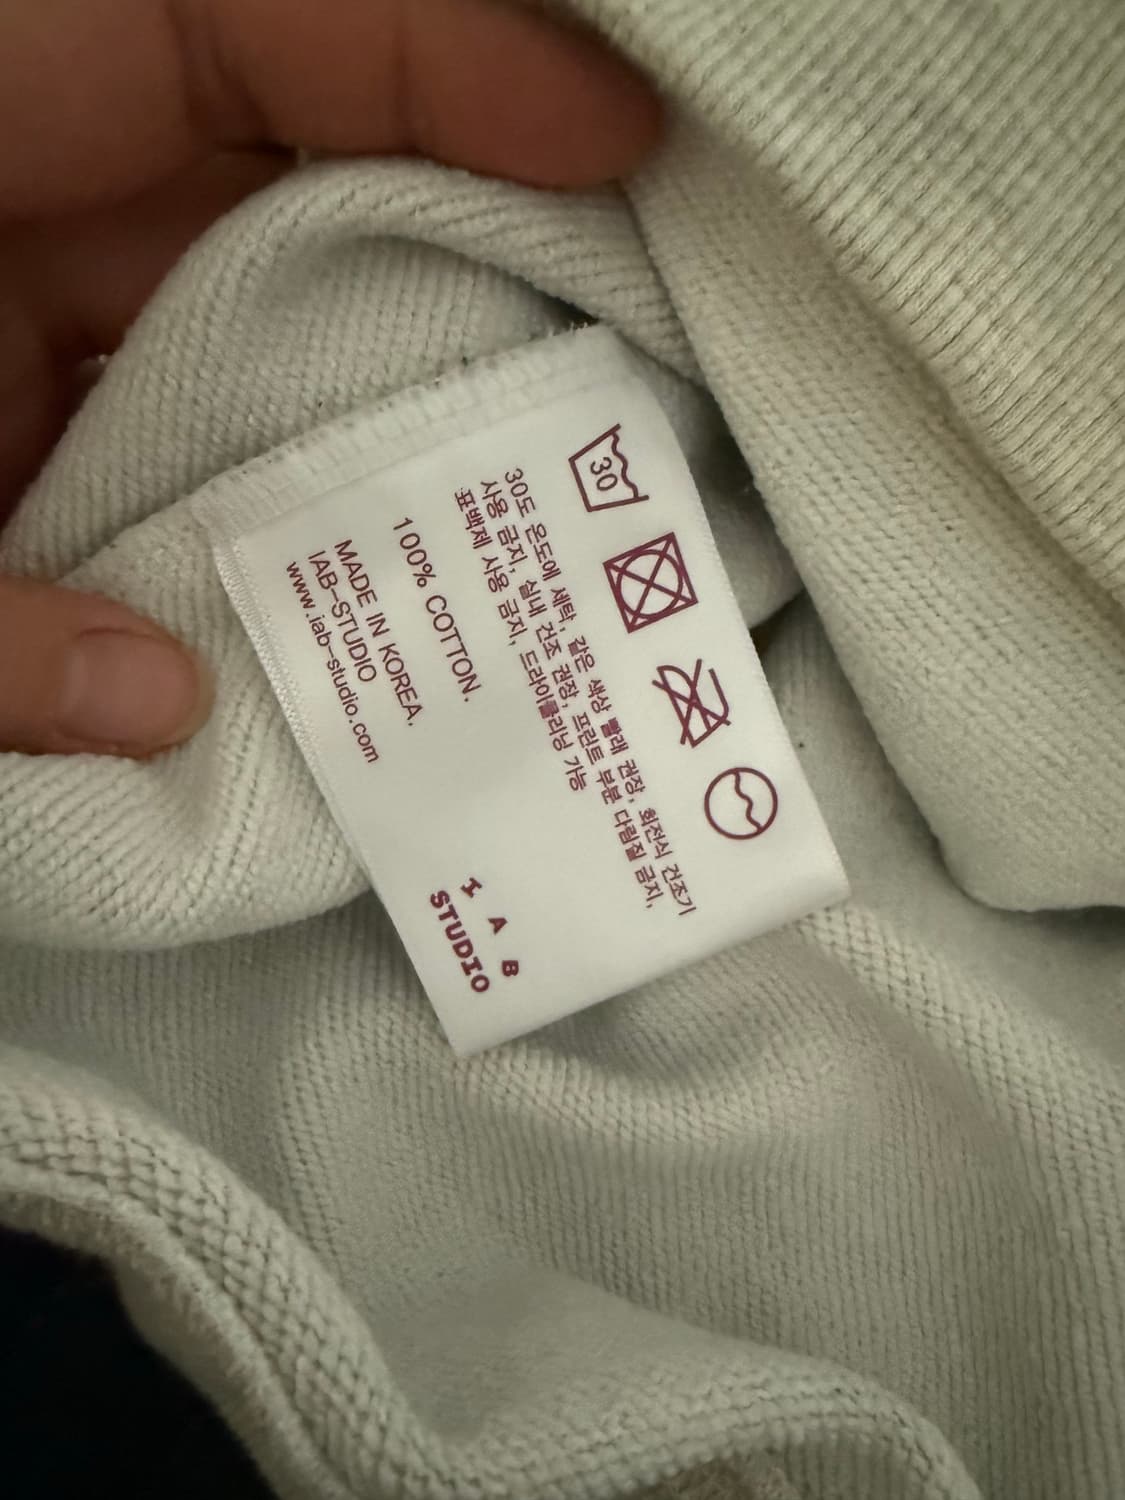 30
30도 온도에 세탁, 같은 색상 빨래 권장, 회전식 건조기
사용 금지, 실내 건조 권장, 프린트 부분 다림질 금지,
표백제 사용 금지, 드라이클리닝 가능
100% COTTON.
MADE IN KOREA.
IAB-STUDIO
www.iab-studio.com
I A B
STUDIO